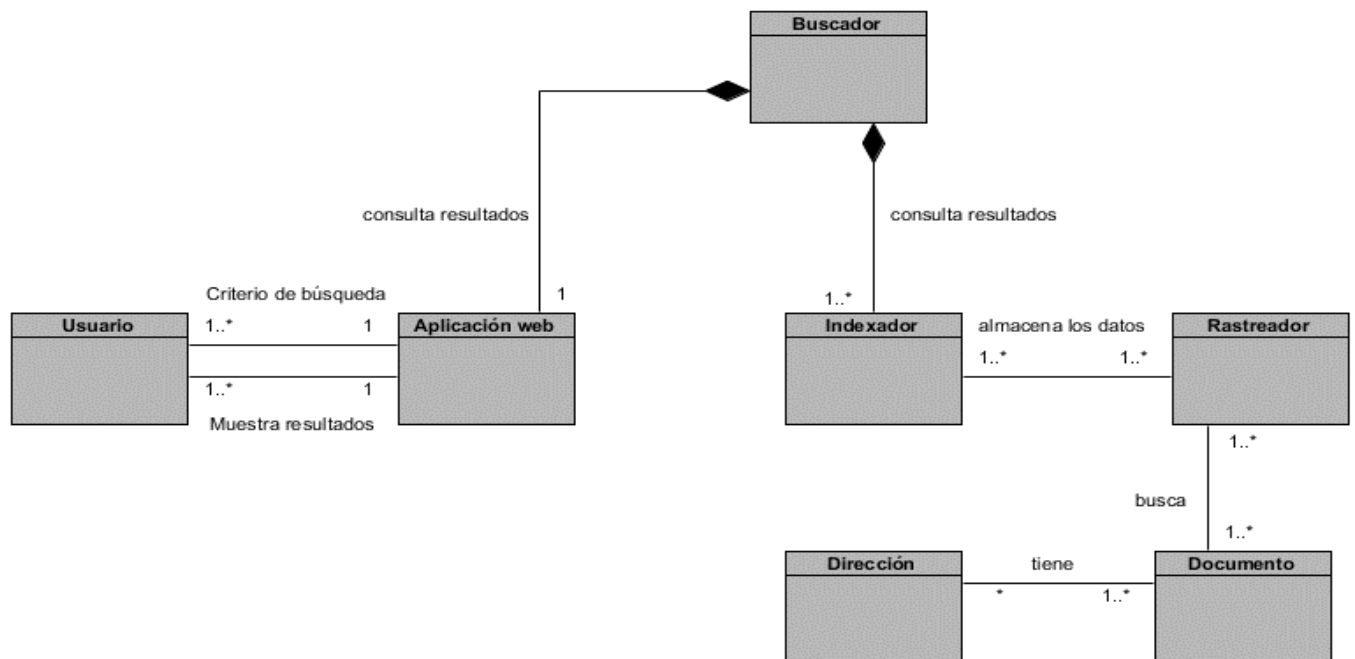 Buscador
consulta resultados
consulta resultados
1
1..*
Criterio de búsqueda
Usuario
1..*
1
Aplicación web
1..*
1
Muestra resultados
Indexador
almacena los datos
1..*
1..*
Rastreador
1..*
busca
1..*
Dirección
tiene
*
1..*
Documento